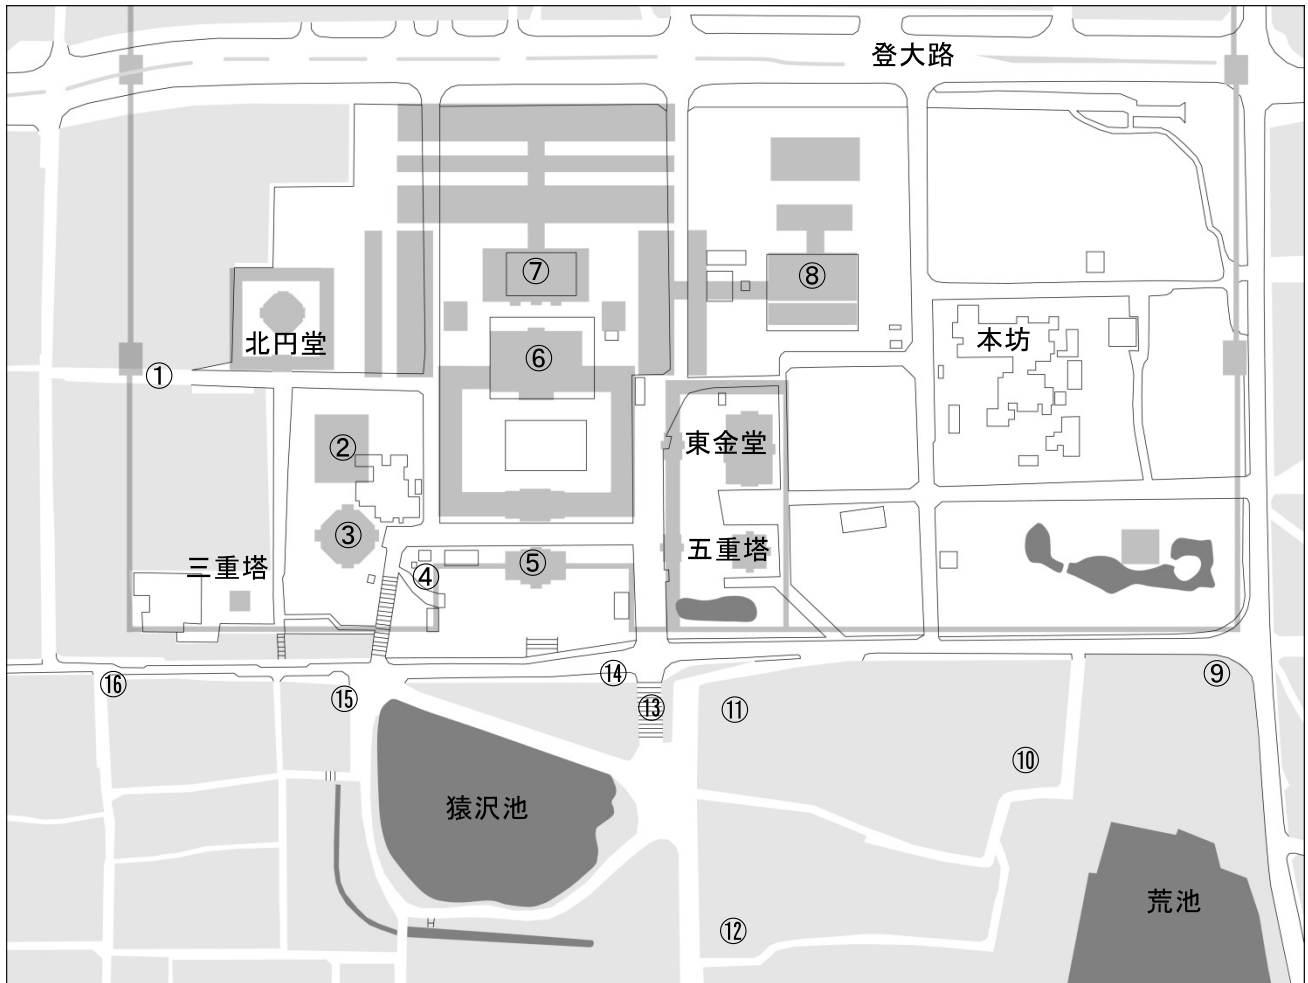 登大路
⑦
⑧
北円堂
本坊
⑥
①
東金堂
②
③
五重塔
⑤
三重塔
④
⑭
⑨
⑯
⑮
⑬
⑪
⑩
猿沢池
荒池
⑫